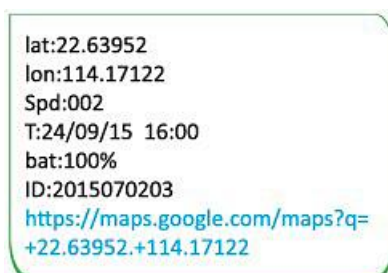 lat:22.63952
lon:114.17122
Spd:002
T:24/09/15 16:00
bat:100%
ID:2015070203
https://maps.google.com/maps?q=
+22.63952.+114.17122